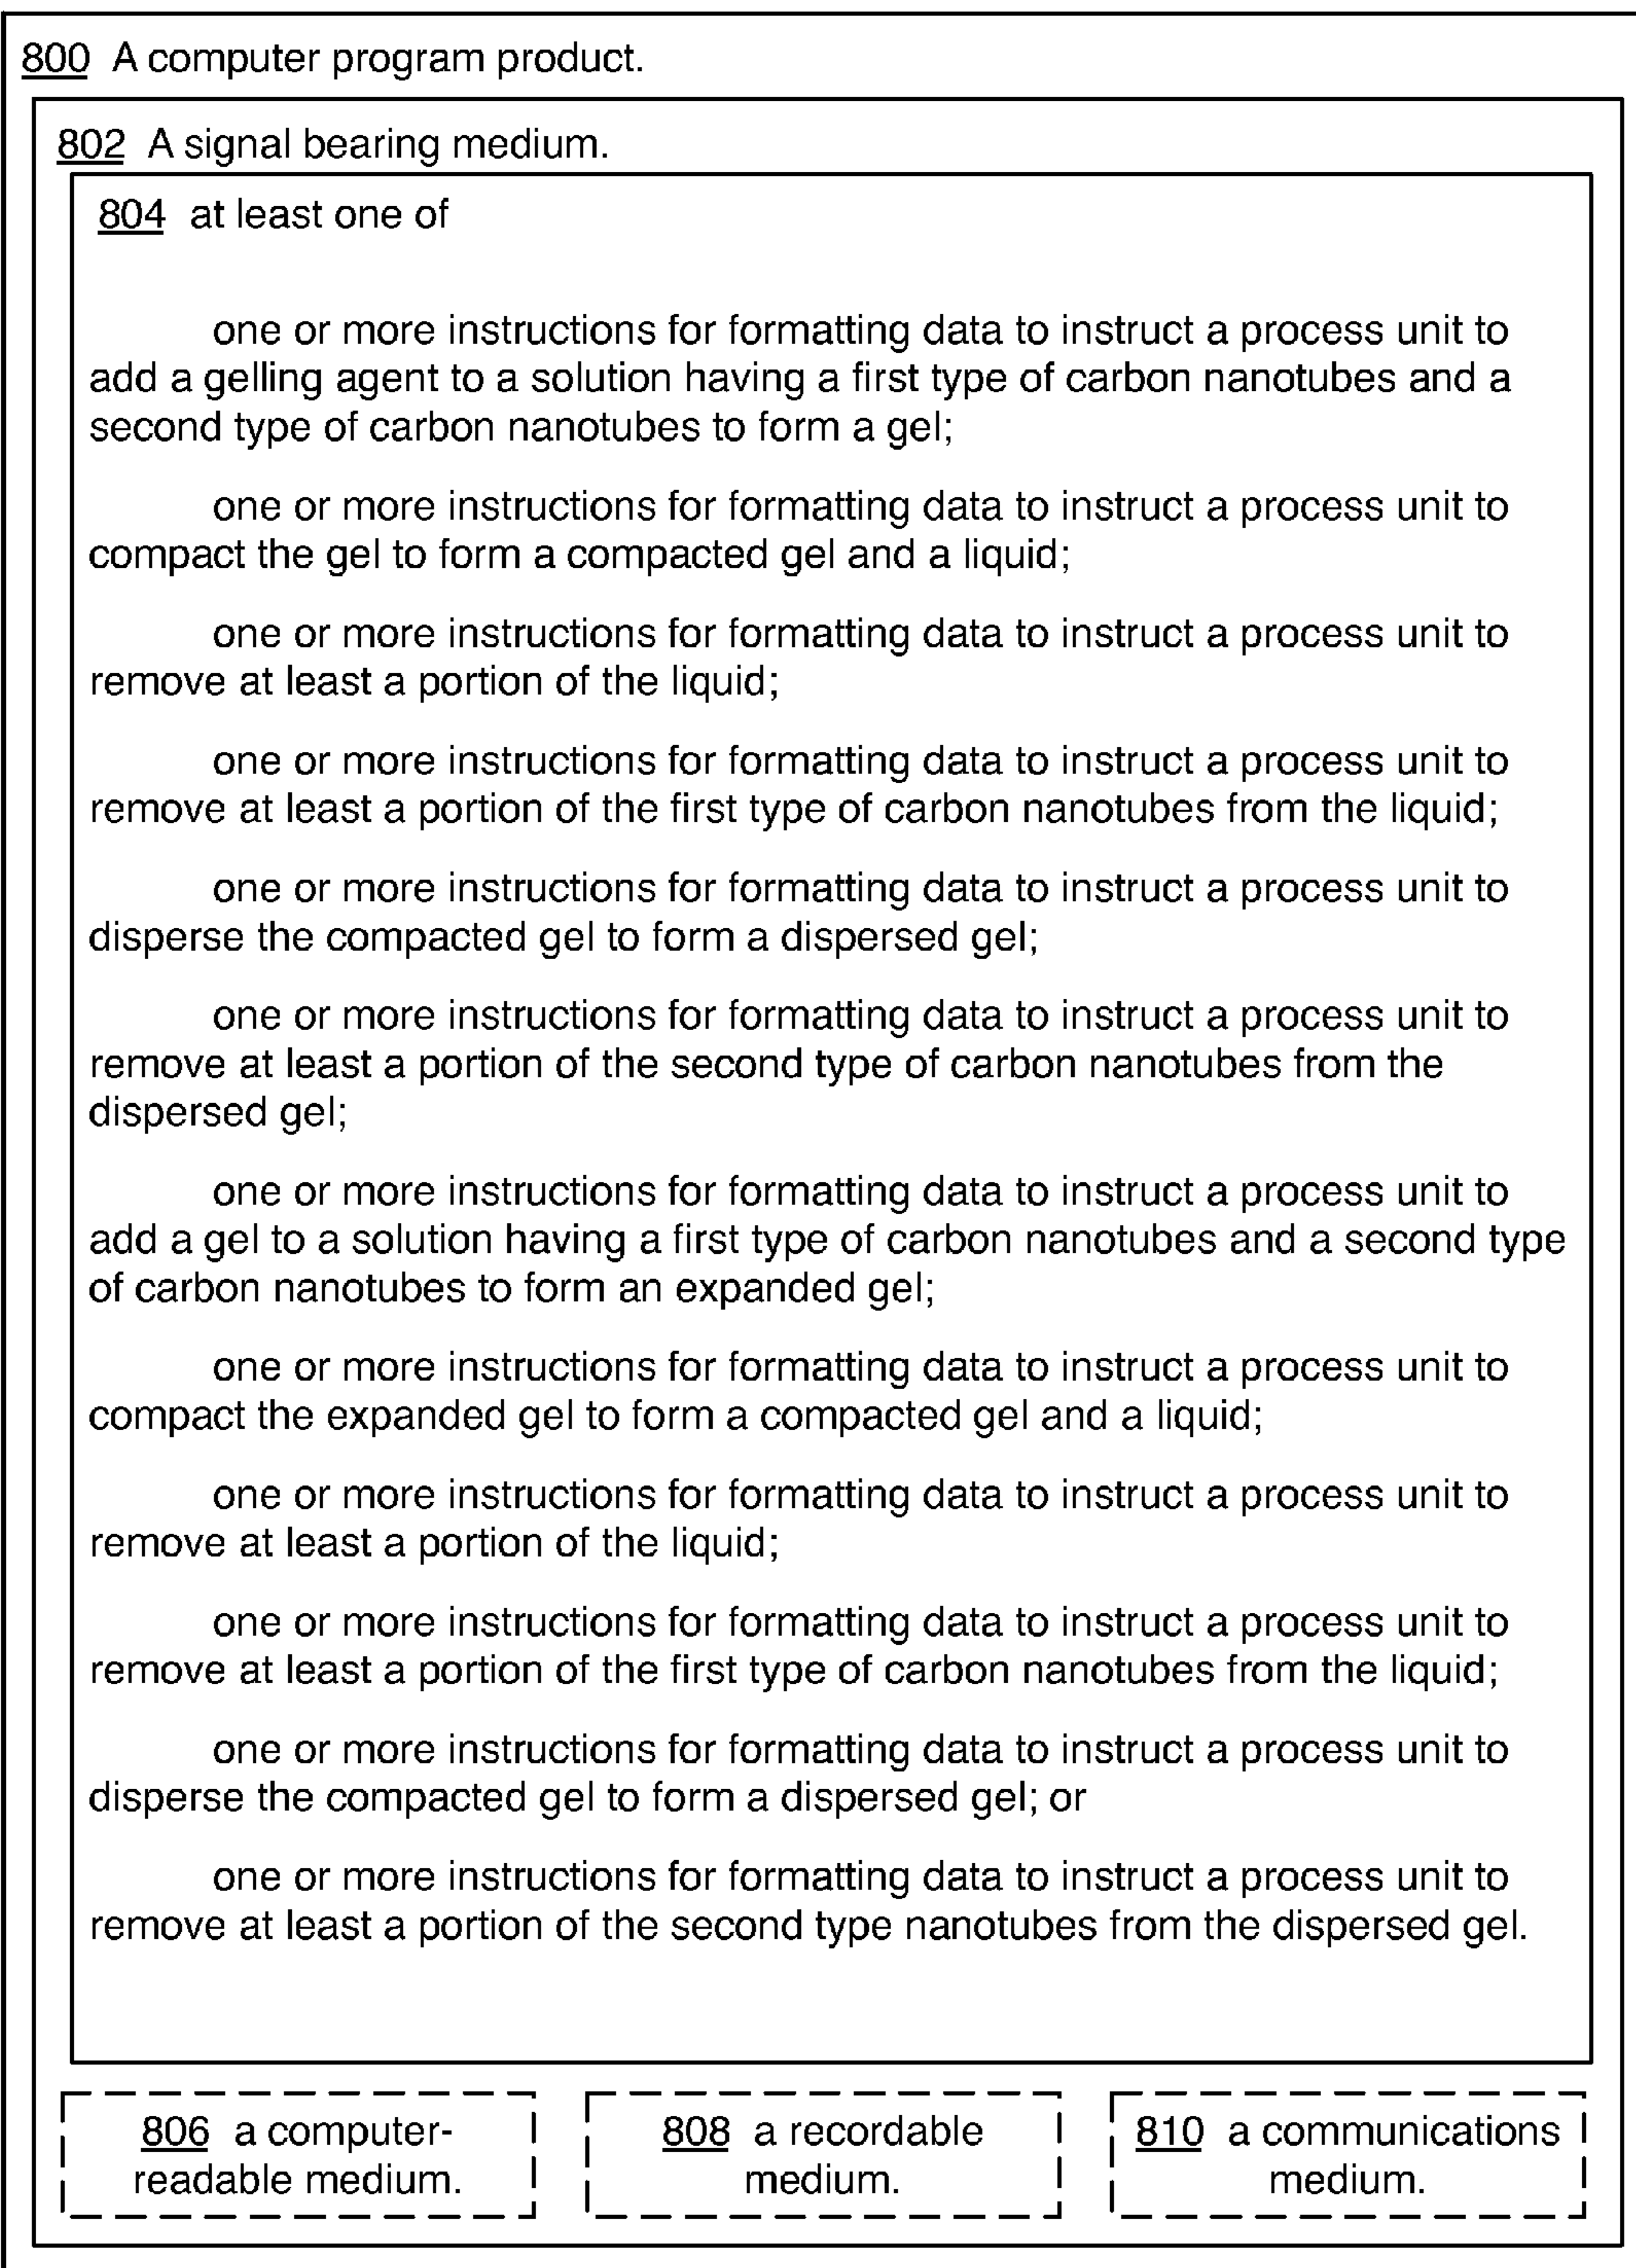 800 A computer program product.
802 A signal bearing medium.
804 at least one of
one or more instructions for formatting data to instruct a process unit to
add a gelling agent to a solution having a first type of carbon nanotubes and a
second type of carbon nanotubes to form a gel;
one or more instructions for formatting data to instruct a process unit to
compact the gel to form a compacted gel and a liquid;
one or more instructions for formatting data to instruct a process unit to
remove at least a portion of the liquid;
one or more instructions for formatting data to instruct a process unit to
remove at least a portion of the first type of carbon nanotubes from the liquid;
one or more instructions for formatting data to instruct a process unit to
disperse the compacted gel to form a dispersed gel;
one or more instructions for formatting data to instruct a process unit to
remove at least a portion of the second type of carbon nanotubes from the
dispersed gel;
one or more instructions for formatting data to instruct a process unit to
add a gel to a solution having a first type of carbon nanotubes and a second type
of carbon nanotubes to form an expanded gel;
one or more instructions for formatting data to instruct a process unit to
compact the expanded gel to form a compacted gel and a liquid;
one or more instructions for formatting data to instruct a process unit to
remove at least a portion of the liquid;
one or more instructions for formatting data to instruct a process unit to
remove at least a portion of the first type of carbon nanotubes from the liquid;
one or more instructions for formatting data to instruct a process unit to
disperse the compacted gel to form a dispersed gel; or
one or more instructions for formatting data to instruct a process unit to
remove at least a portion of the second type nanotubes from the dispersed gel.
806 a computer-
readable medium.
808 a recordable
medium.
810 a communications
medium.